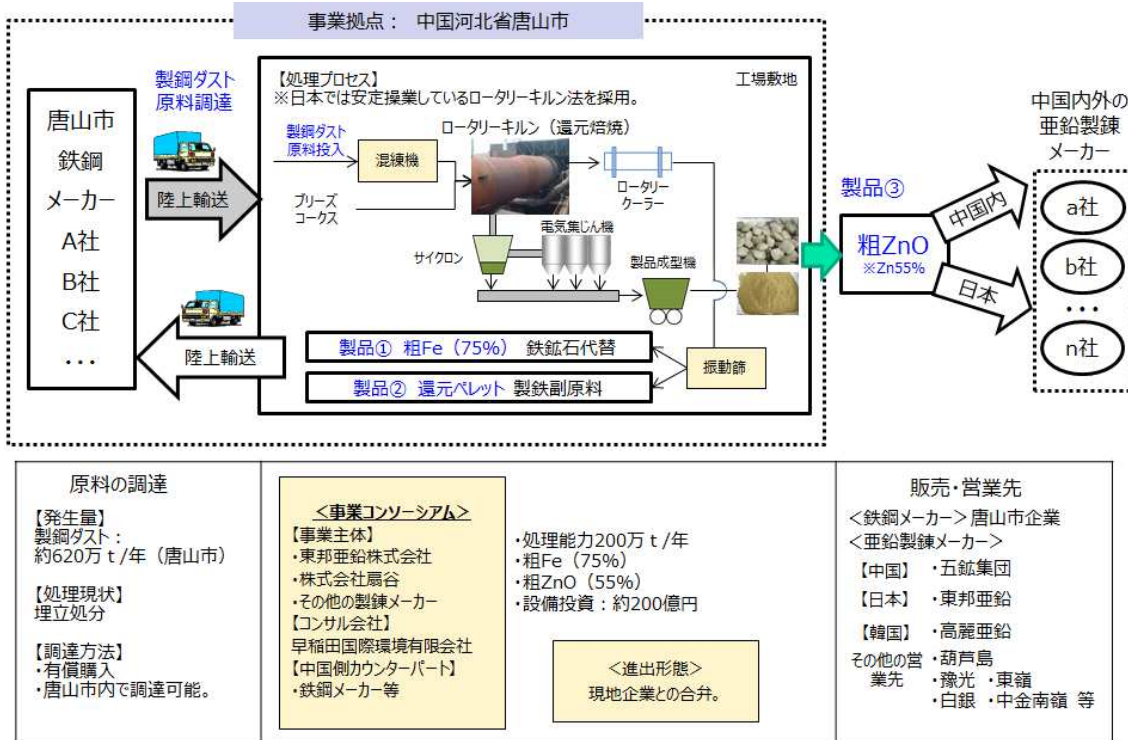 事業拠点： 中国河北省唐山市
製鋼ダスト
原料調達
唐山市
鉄鋼
メーカー
A社
B社
C社
・・・
陸上輸送
陸上輸送
【処理プロセス】
※日本では安定操業しているロータリーキルン法を採用。
工場敷地
製鋼ダスト
原料投入
混練機
ブリーズ
コークス
ロータリーキルン（還元焙焼）
ロータリー
クーラー
サイクロン
電気集じん機
製品成型機
振動篩
製品① 粗Fe（75%） 鉄鉱石代替
製品② 還元ペレット 製鉄副原料
製品③
粗ZnO
※Zn55%
中国内
日本
中国内外の
亜鉛製錬
メーカー
a社
b社
・・・
n社
原料の調達
【発生量】
製鋼ダスト：
約620万ｔ/年（唐山市）
【処理現状】
埋立処分
【調達方法】
・有償購入
・唐山市内で調達可能。
＜事業コンソーシアム＞
【事業主体】
・東邦亜鉛株式会社
・株式会社扇谷
・その他の製錬メーカー
【コンサル会社】
早稲田国際環境有限会社
【中国側カウンターパート】
・鉄鋼メーカー等
・処理能力200万ｔ/年
・粗Fe（75%）
・粗ZnO（55%）
・設備投資：約200億円
＜進出形態＞
現地企業との合弁。
販売・営業先
＜鉄鋼メーカー＞唐山市企業
＜亜鉛製錬メーカー＞
【中国】 ・五鉱集団
【日本】 ・東邦亜鉛
【韓国】 ・高麗亜鉛
その他の営業先 ・葫芦島
・豫光 ・東嶺
・白銀 ・中金南嶺 等